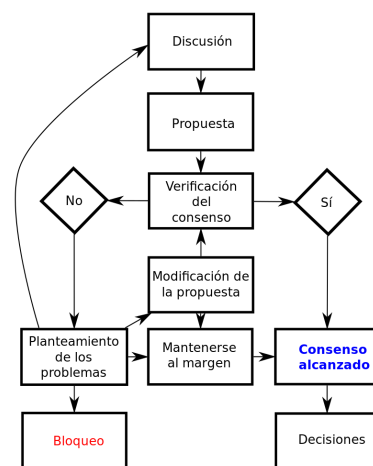 Discusión
Propuesta
Verificación
del
consenso
No
Sí
Modificación de
la propuesta
Planteamiento
de los
problemas
Mantenerse
al margen
Consenso
alcanzado
Bloqueo
Decisiones